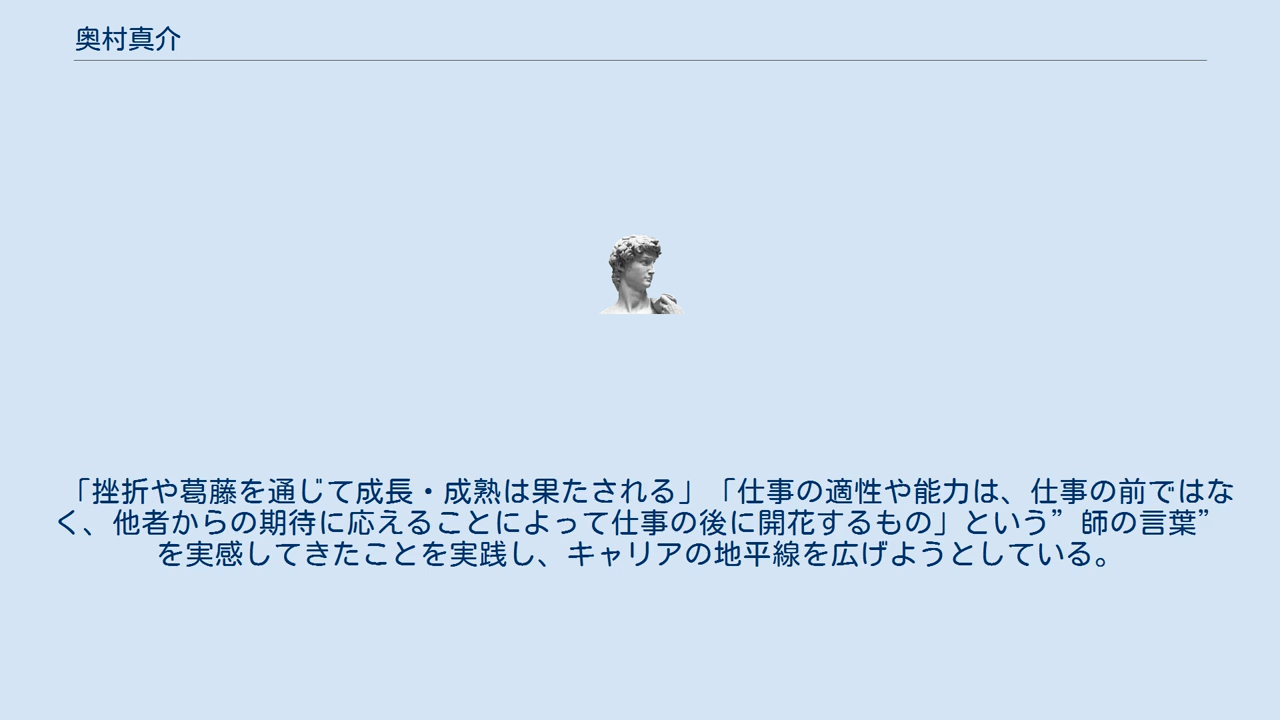 奥村真介
「挫折や葛藤を通じて成長・成熟は果たされる」「仕事の適性や能力は、仕事の前ではな
く、他者からの期待に応えることによって仕事の後に開花するもの」という”師の言葉”
を実感してきたことを実践し、キャリアの地平線を広げようとしている。